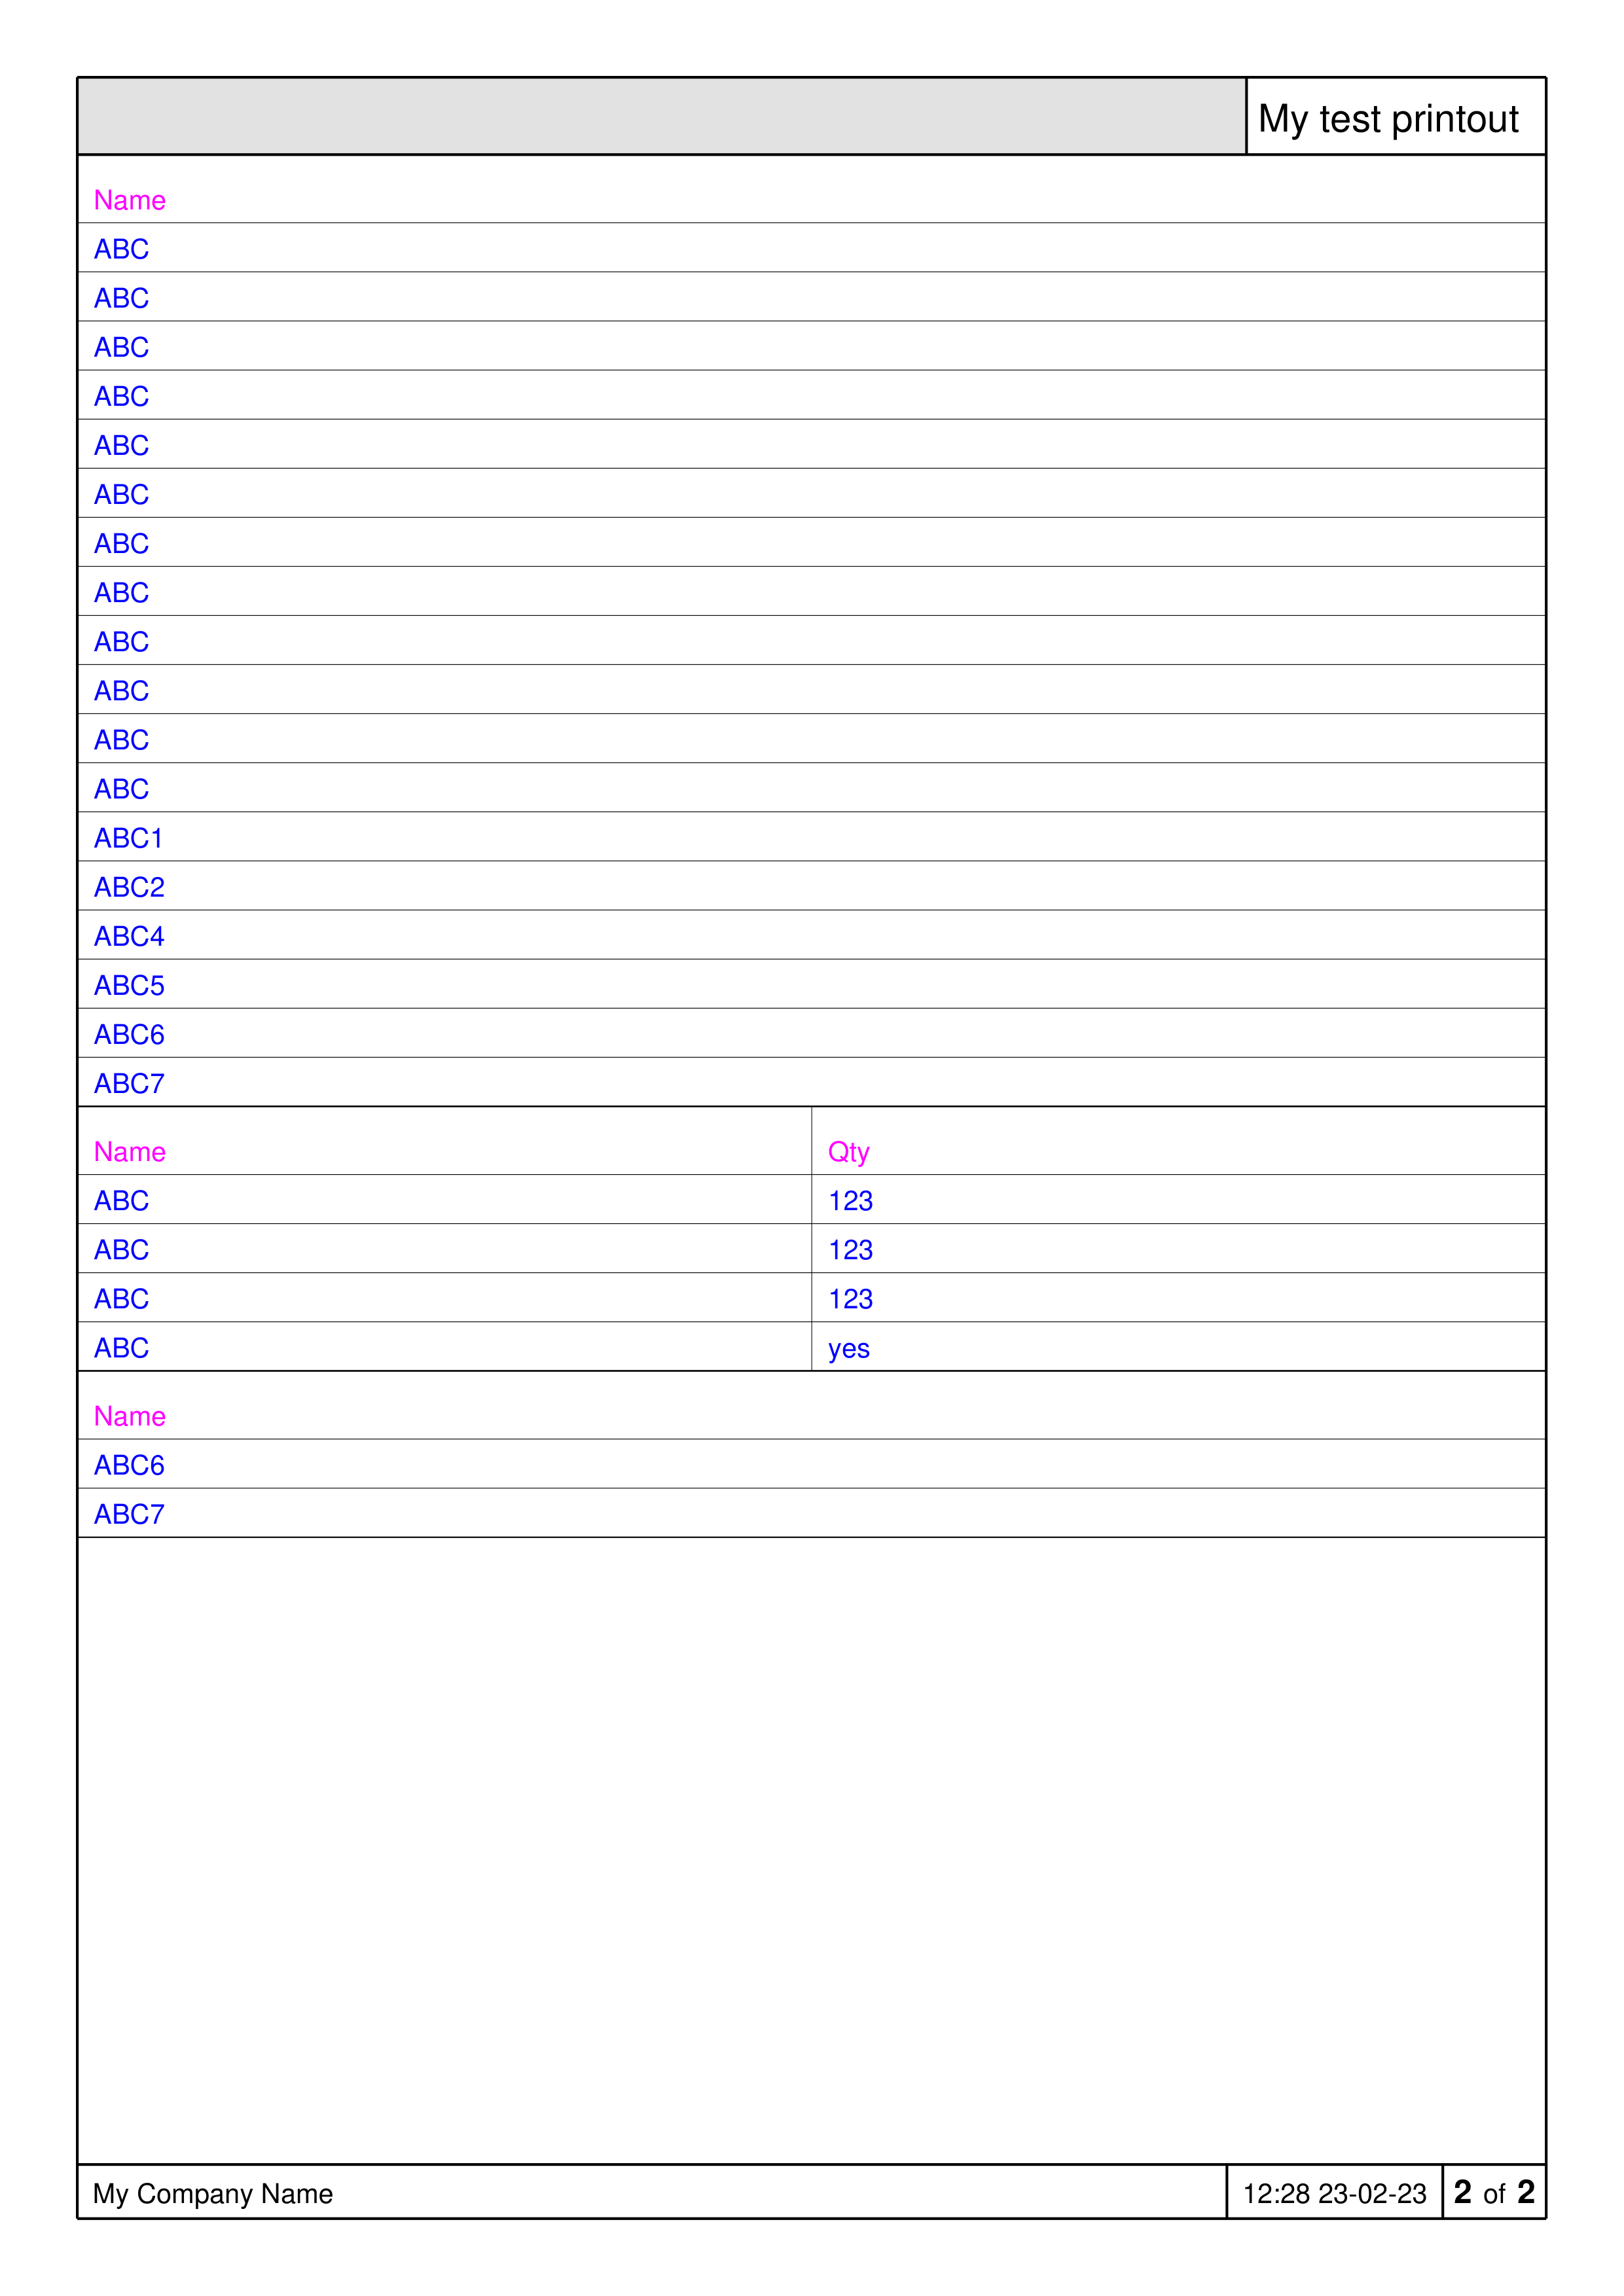 My test printout
Name
ABC
ABC
ABC
ABC
ABC
ABC
ABC
ABC
ABC
ABC
ABC
ABC
ABC1
ABC2
ABC4
ABC5
ABC6
ABC7
Name Qty
ABC 123
ABC 123
ABC 123
ABC yes
Name
ABC6
ABC7
My Company Name 12:28 23-02-23 2 of 2